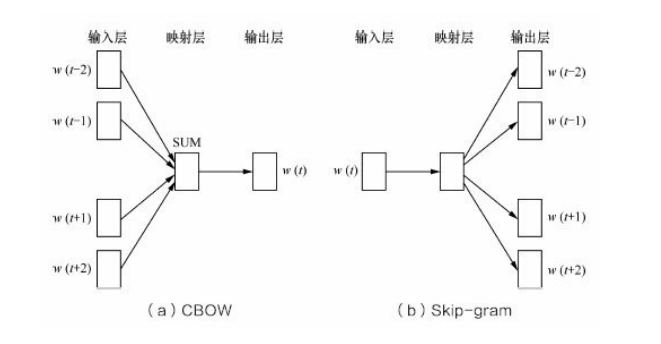 输入层 映射层 输出层
w (t−2)
w (t−1)
SUM
w (t)
w (t+1)
w (t+2)
（a）CBOW
输入层 映射层 输出层
w (t−2)
w (t−1)
w (t)
w (t+1)
w (t+2)
（b）Skip-gram